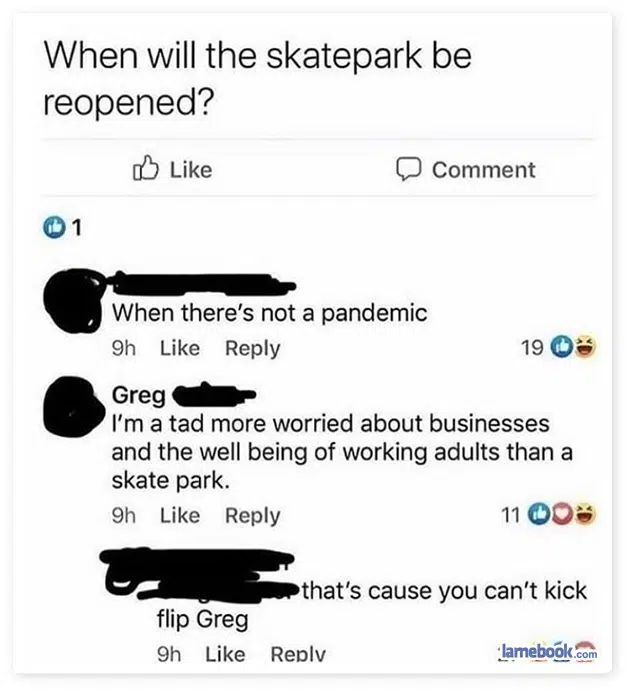 When will the skatepark be
reopened?
Like
Comment
1
When there's not a pandemic
9h Like Reply
19
Greg
I'm a tad more worried about businesses
and the well being of working adults than a
skate park.
9h Like Reply
11
that's cause you can't kick
flip Greg
9h Like Reply
lamebook.com